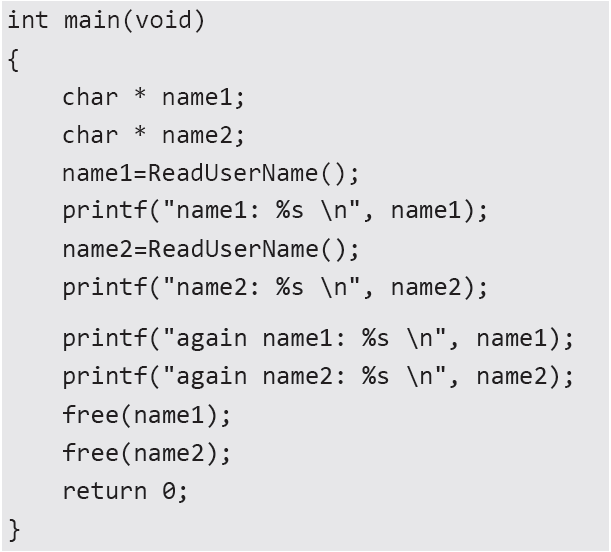 int main(void)
{
    char * name1;
    char * name2;
    name1=ReadUserName();
    printf("name1: %s \n", name1);
    name2=ReadUserName();
    printf("name2: %s \n", name2);
    printf("again name1: %s \n", name1);
    printf("again name2: %s \n", name2);
    free(name1);
    free(name2);
    return 0;
}